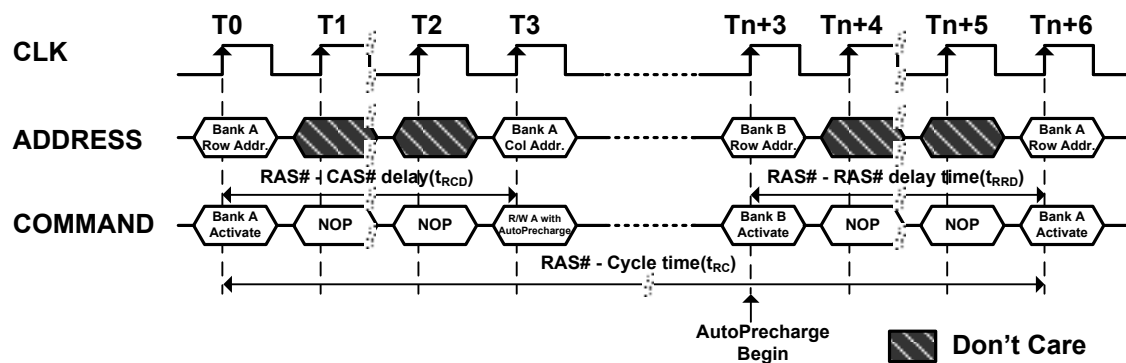 T0 T1 T2 T3 Tn+3 Tn+4 Tn+5 Tn+6
CLK
ADDRESS
Bank A
Row Addr.
Bank A
Col Addr.
Bank B
Row Addr.
Bank A
Row Addr.
RAS# - CAS# delay(tRCD)
RAS# - RAS# delay time(tRRD)
COMMAND
Bank A
Activate
NOP
NOP
R/W A with
AutoPrecharge
Bank B
Activate
NOP
NOP
Bank A
Activate
RAS# - Cycle time(tRC)
AutoPrecharge
Begin
Don't Care